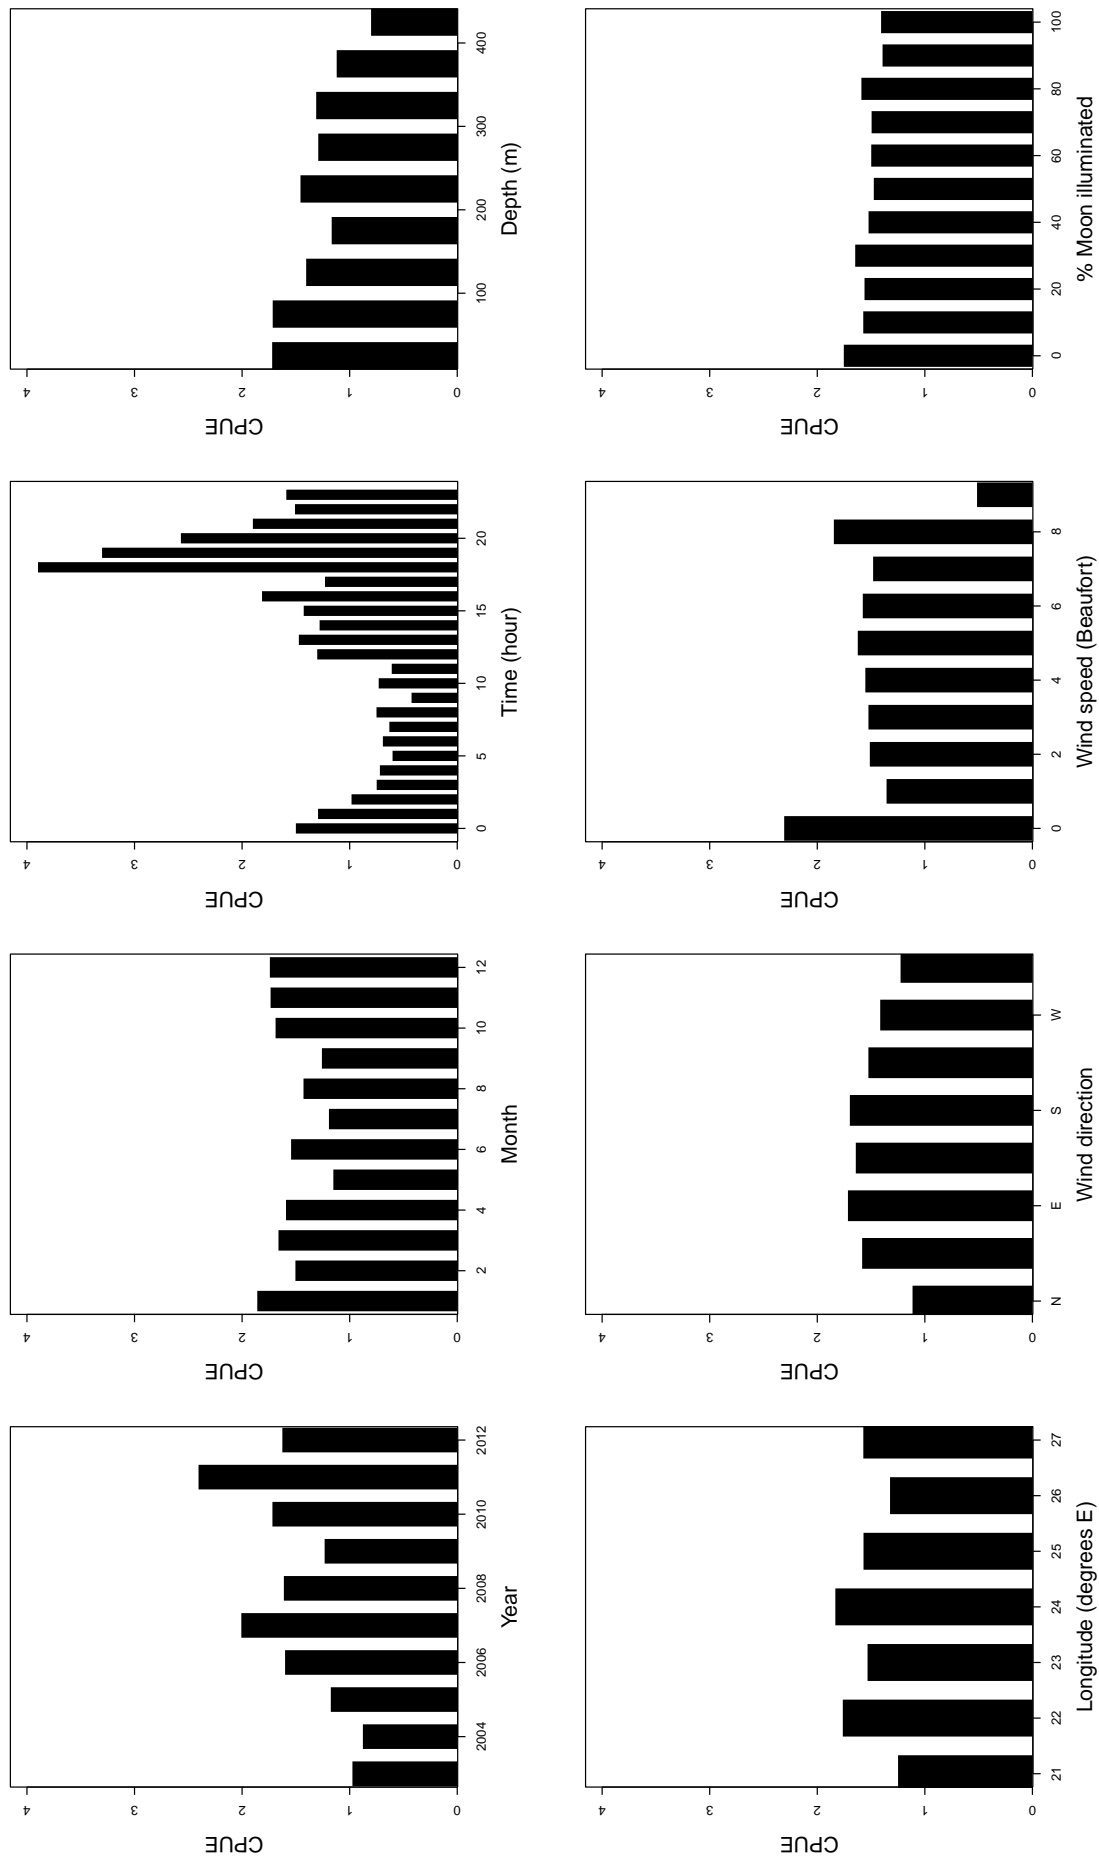 CPUE
4
3
2
1
0
2004 2006 2008 2010 2012
Year
CPUE
4
3
2
1
0
2 4 6 8 10 12
Month
CPUE
4
3
2
1
0
0 5 10 15 20
Time (hour)
CPUE
4
3
2
1
0
100 200 300 400
Depth (m)
CPUE
4
3
2
1
0
21 22 23 24 25 26 27
Longitude (degrees E)
CPUE
4
3
2
1
0
N E S W
Wind direction
CPUE
4
3
2
1
0
0 2 4 6 8
Wind speed (Beaufort)
CPUE
4
3
2
1
0
0 20 40 60 80 100
% Moon illuminated